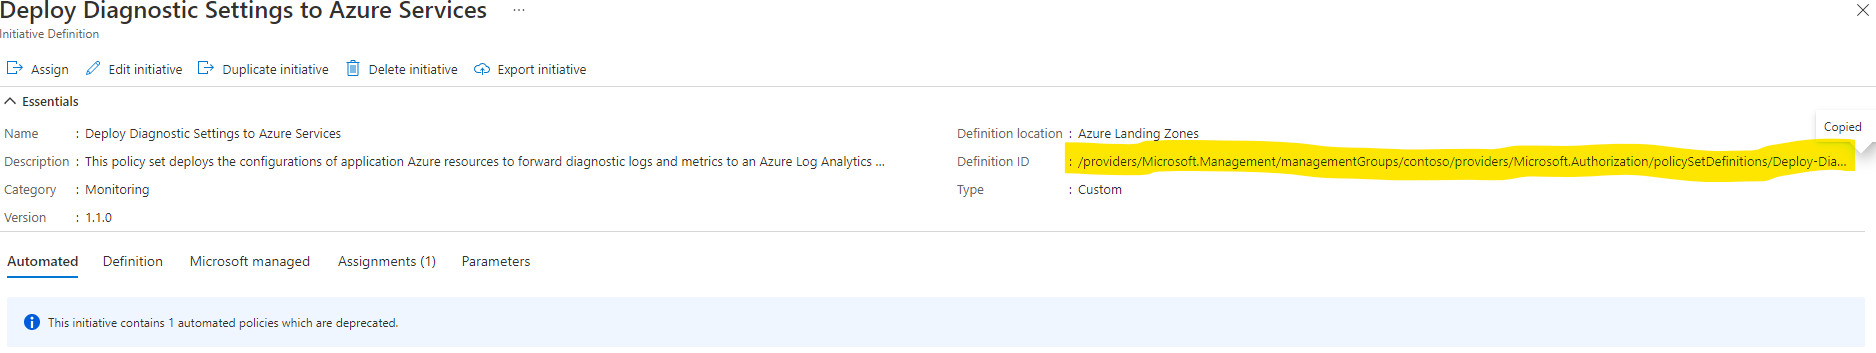 Deploy Diagnostic Settings to Azure Services ...
Initiative Definition
Assign Edit initiative Duplicate initiative Delete initiative Export initiative
Essentials
Name : Deploy Diagnostic Settings to Azure Services
Description : This policy set deploys the configurations of application Azure resources to forward diagnostic logs and metrics to an Azure Log Analytics ...
Category : Monitoring
Version : 1.1.0
Definition location : Azure Landing Zones
Definition ID : /providers/Microsoft.Management/managementGroups/contoso/providers/Microsoft.Authorization/policySetDefinitions/Deploy-Dia...
Type : Custom
Copied
Automated Definition Microsoft managed Assignments (1) Parameters
This initiative contains 1 automated policies which are deprecated.